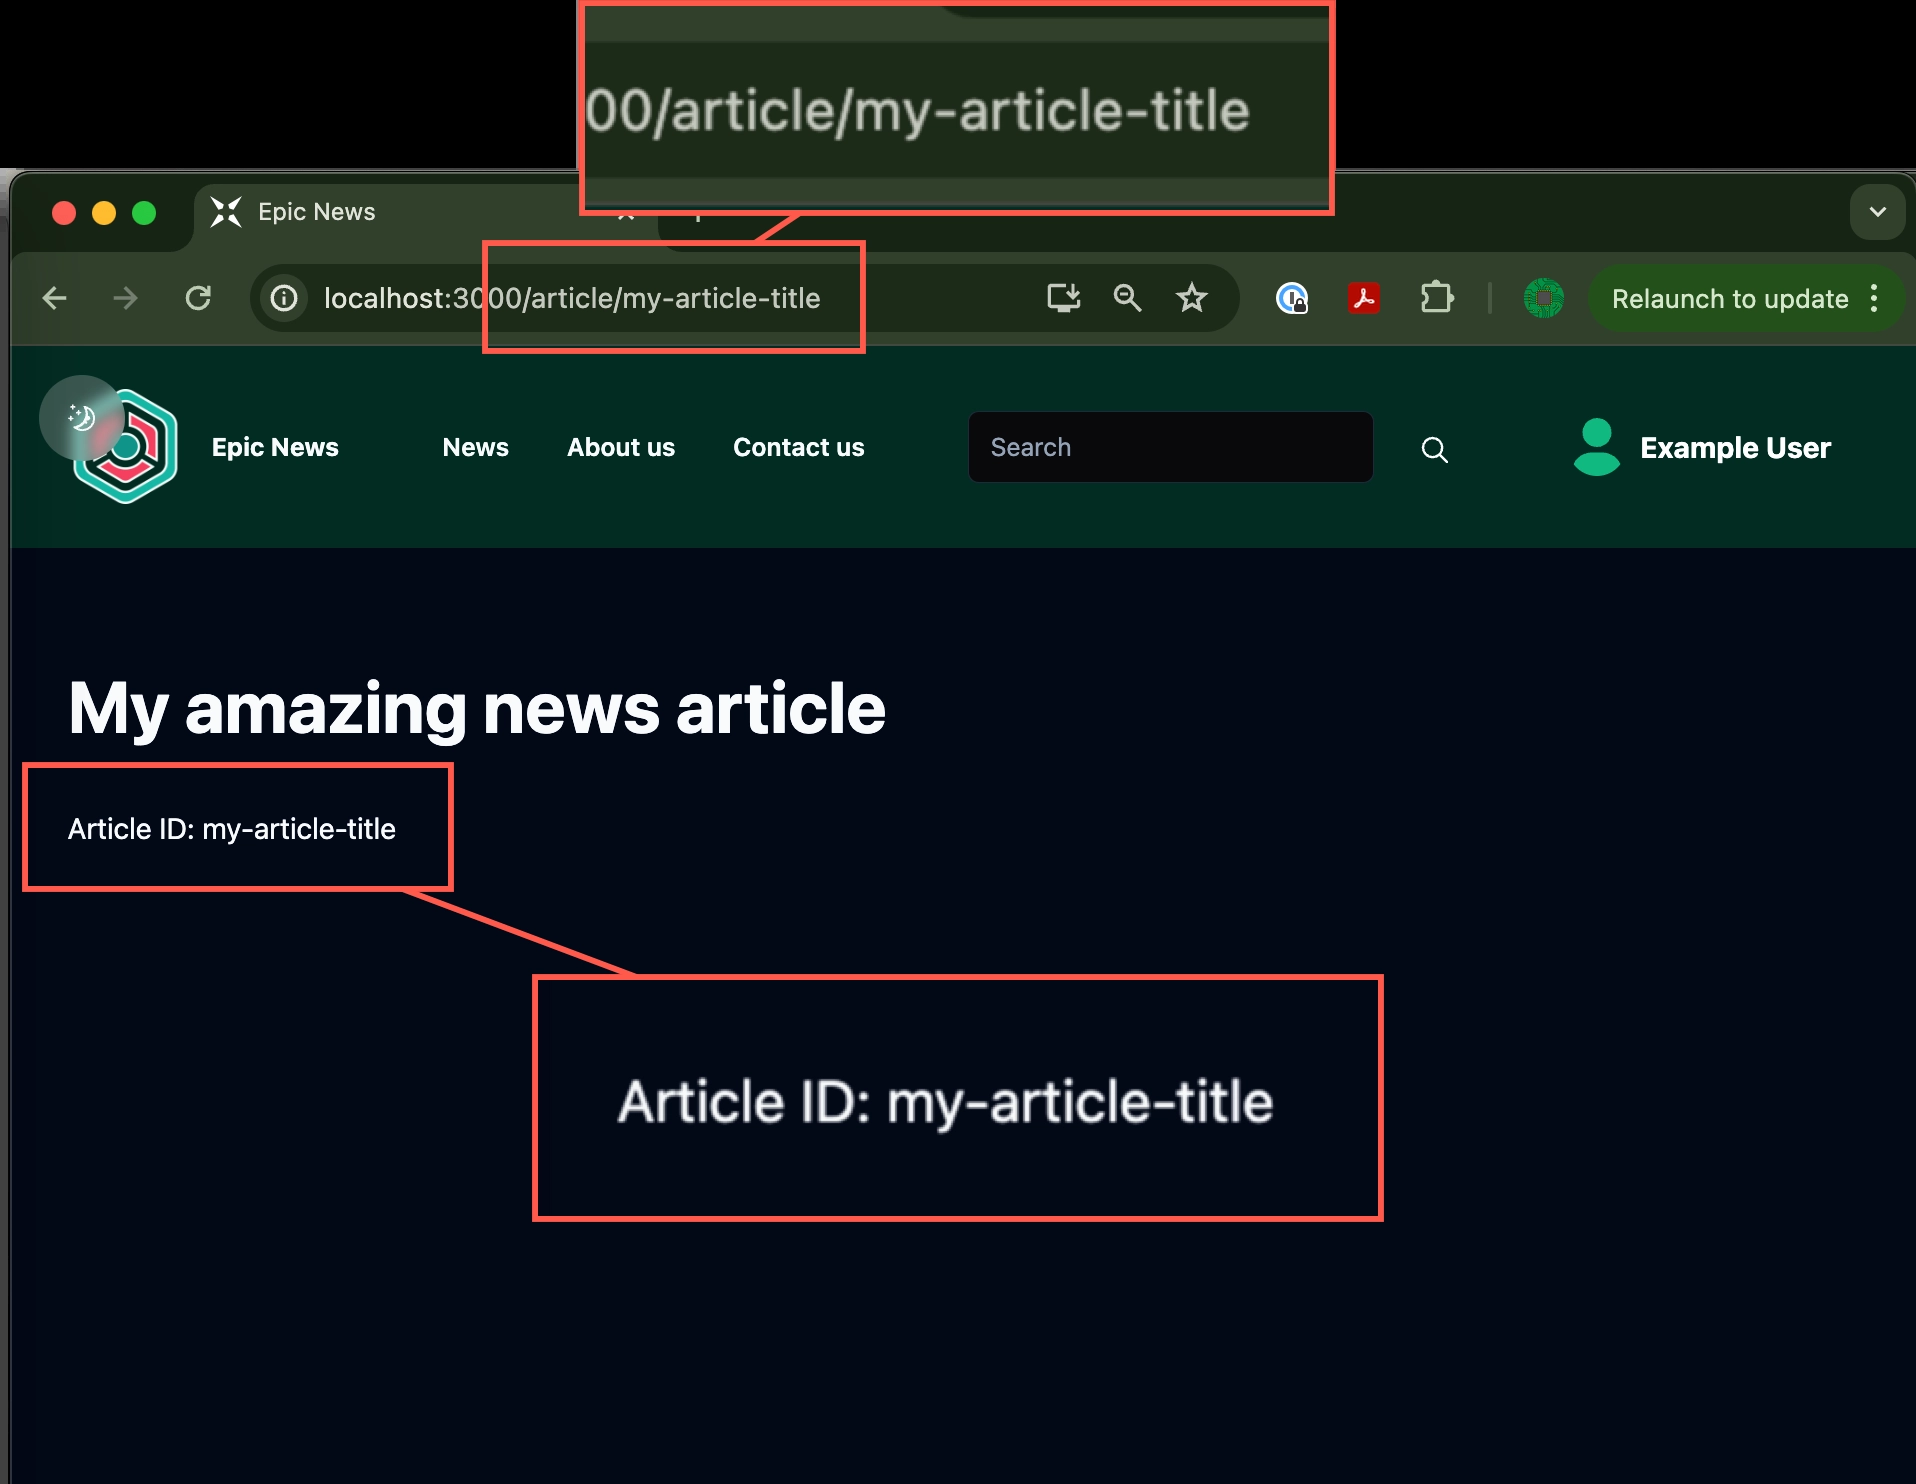 00/article/my-article-title
Epic News
localhost:3000/article/my-article-title
Relaunch to update
Epic News
News
About us
Contact us
Search
Example User
My amazing news article
Article ID: my-article-title
Article ID: my-article-title